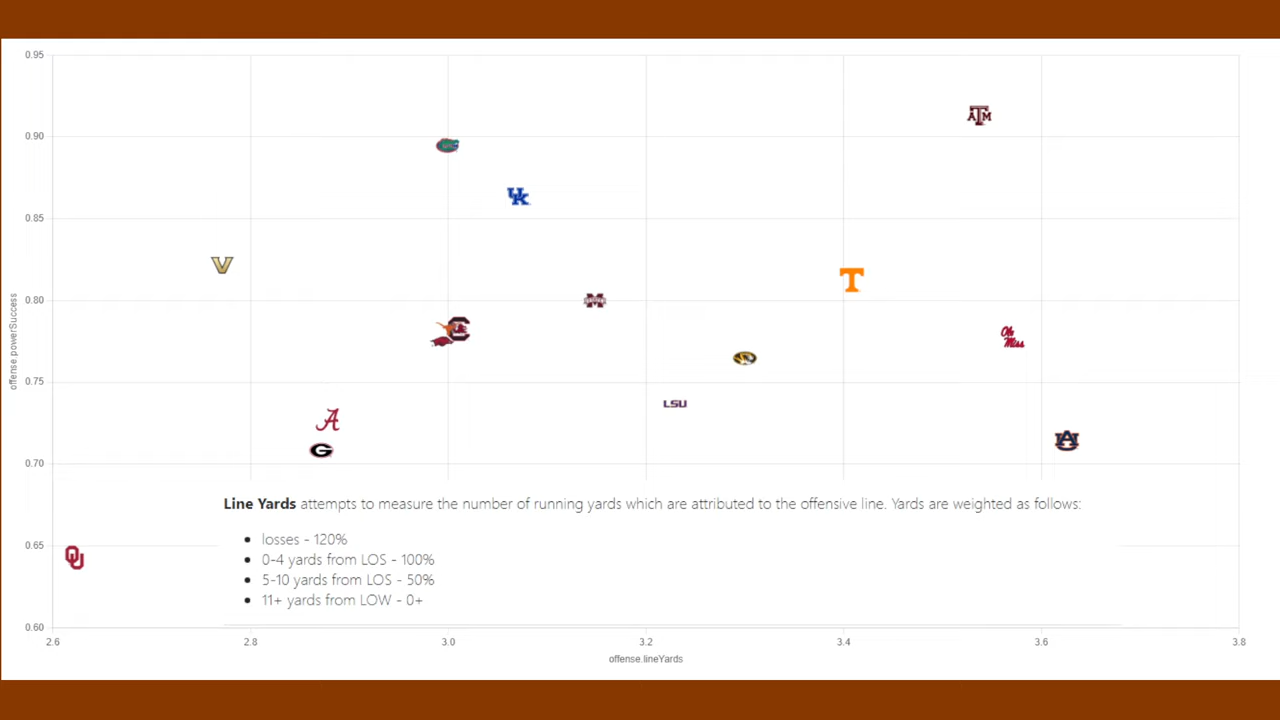 0.95
0.90
ATM
UK
0.85
V
T
0.80
M
C
Ole
Miss
offense.powerSuccess
0.75
LSU
A
AU
G
0.70
Line Yards attempts to measure the number of running yards which are attributed to the offensive line. Yards are weighted as follows:
losses - 120%
0-4 yards from LOS - 100%
5-10 yards from LOS - 50%
11+ yards from LOW - 0+
0.65
OU
0.60
2.6 2.8 3.0 3.2 3.4 3.6 3.8
offense.lineYards